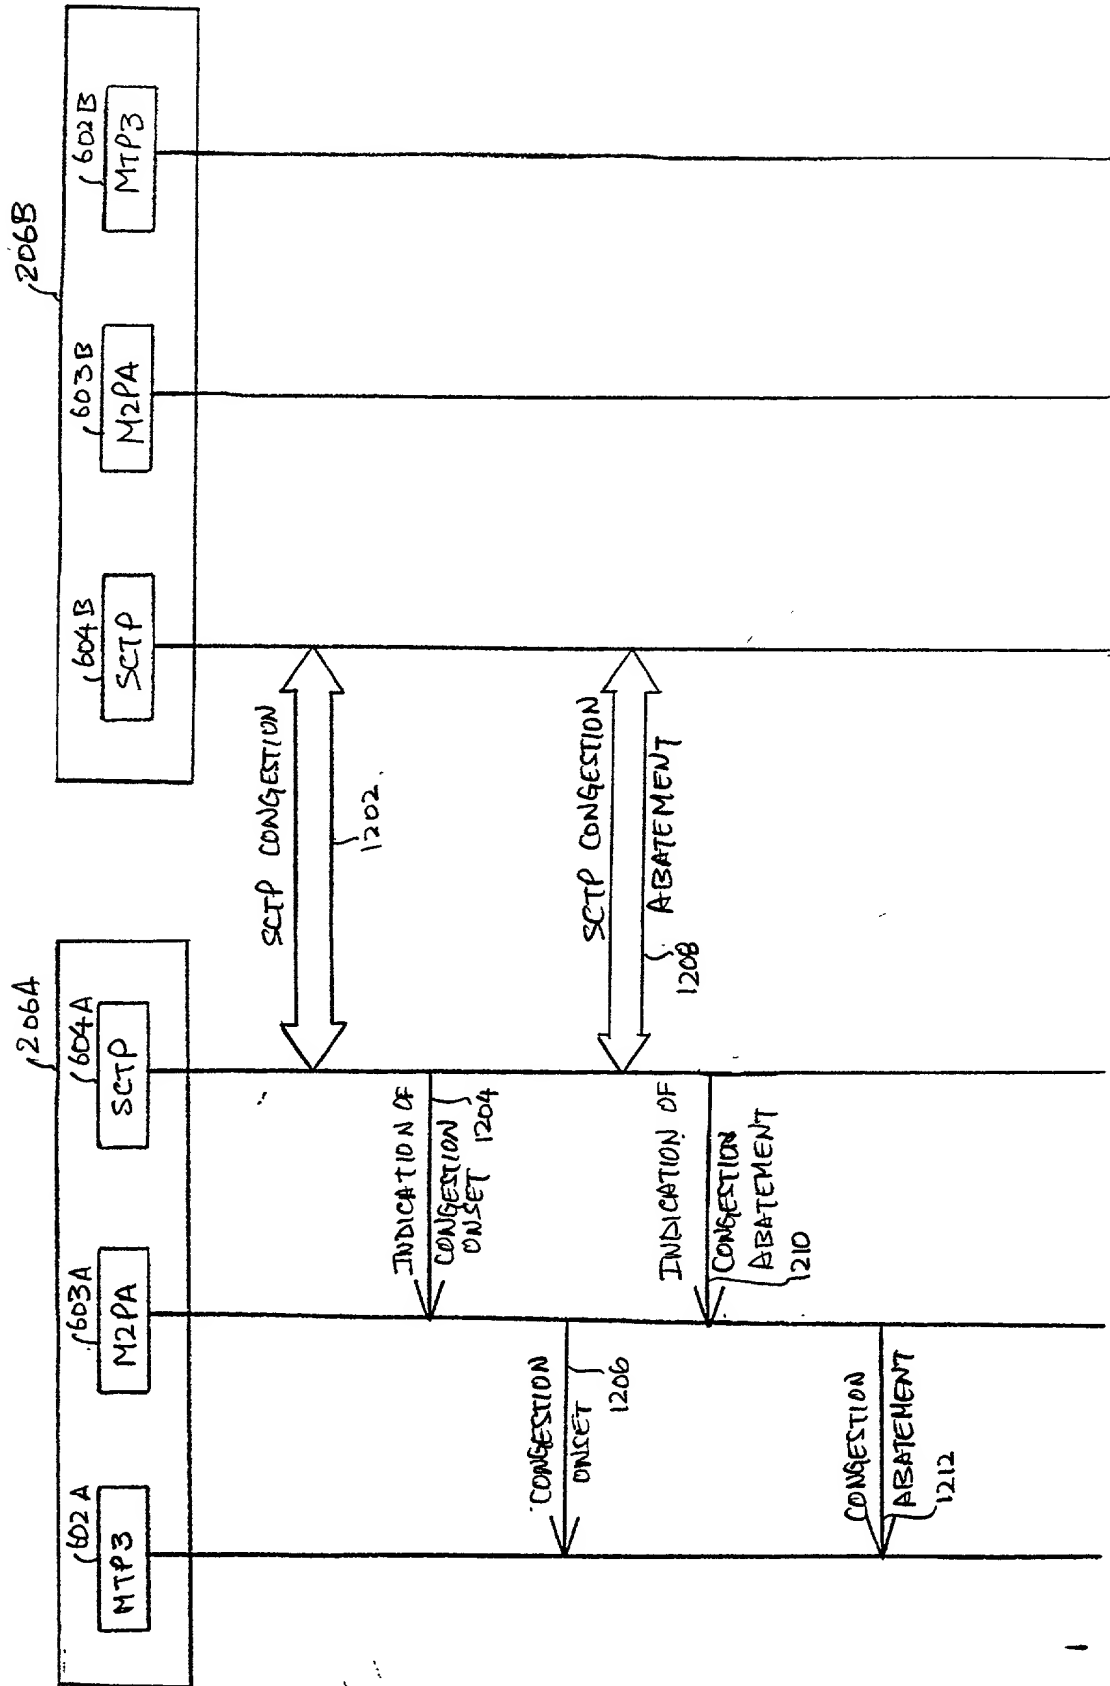 206A
206B
602A
603A
604A
604B
603B
602B
MTP3
M2PA
SCTP
SCTP
M2PA
MTP3
SCTP CONGESTION
1202.
INDICATION OF
CONGESTION
ONSET
1204
CONGESTION
ONSET
1206
SCTP CONGESTION
ABATEMENT
1208
INDICATION OF
CONGESTION
ABATEMENT
1210
CONGESTION
ABATEMENT
1212